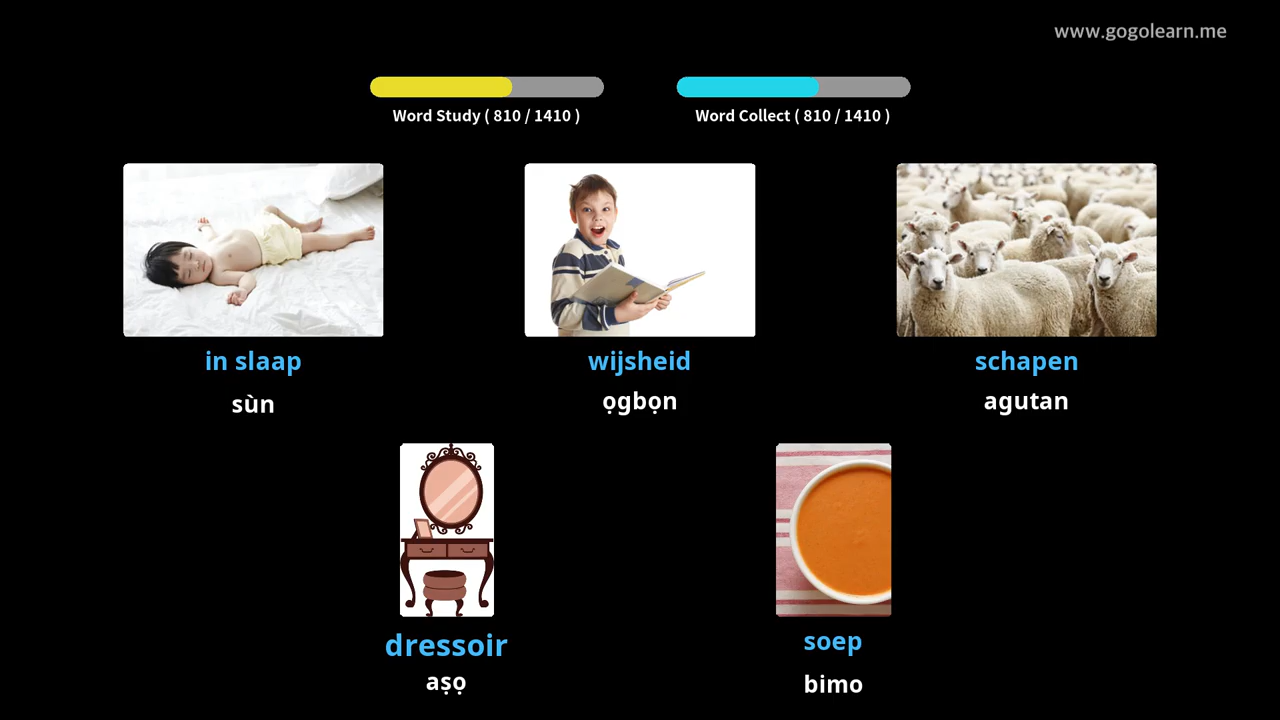 www.gogolearn.me
Word Study ( 810 / 1410 )
Word Collect ( 810 / 1410 )
in slaap
wijsheid
schapen
sùn
ọgbọn
agutan
dressoir
soep
aṣọ
bimo